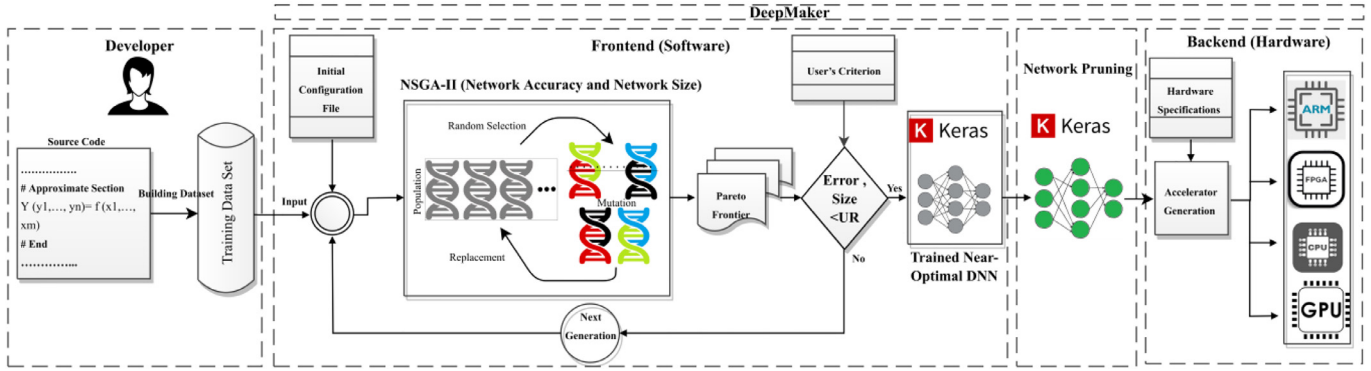 DeepMaker
Developer
Source Code
................
# Approximate Section
Y (y1,…, yn)= f (x1,…,
xm)
# End
................
Building Dataset
Training Data Set
Input
Frontend (Software)
Initial
Configuration
File
NSGA-II (Network Accuracy and Network Size)
Random Selection
Population
...
Mutation
Replacement
Pareto
Frontier
User's Criterion
Error ,
Size
<UR
Yes
No
Next
Generation
K Keras
Trained Near-
Optimal DNN
Network Pruning
K Keras
Backend (Hardware)
Hardware
Specifications
Accelerator
Generation
ARM
FPGA
CPU
GPU